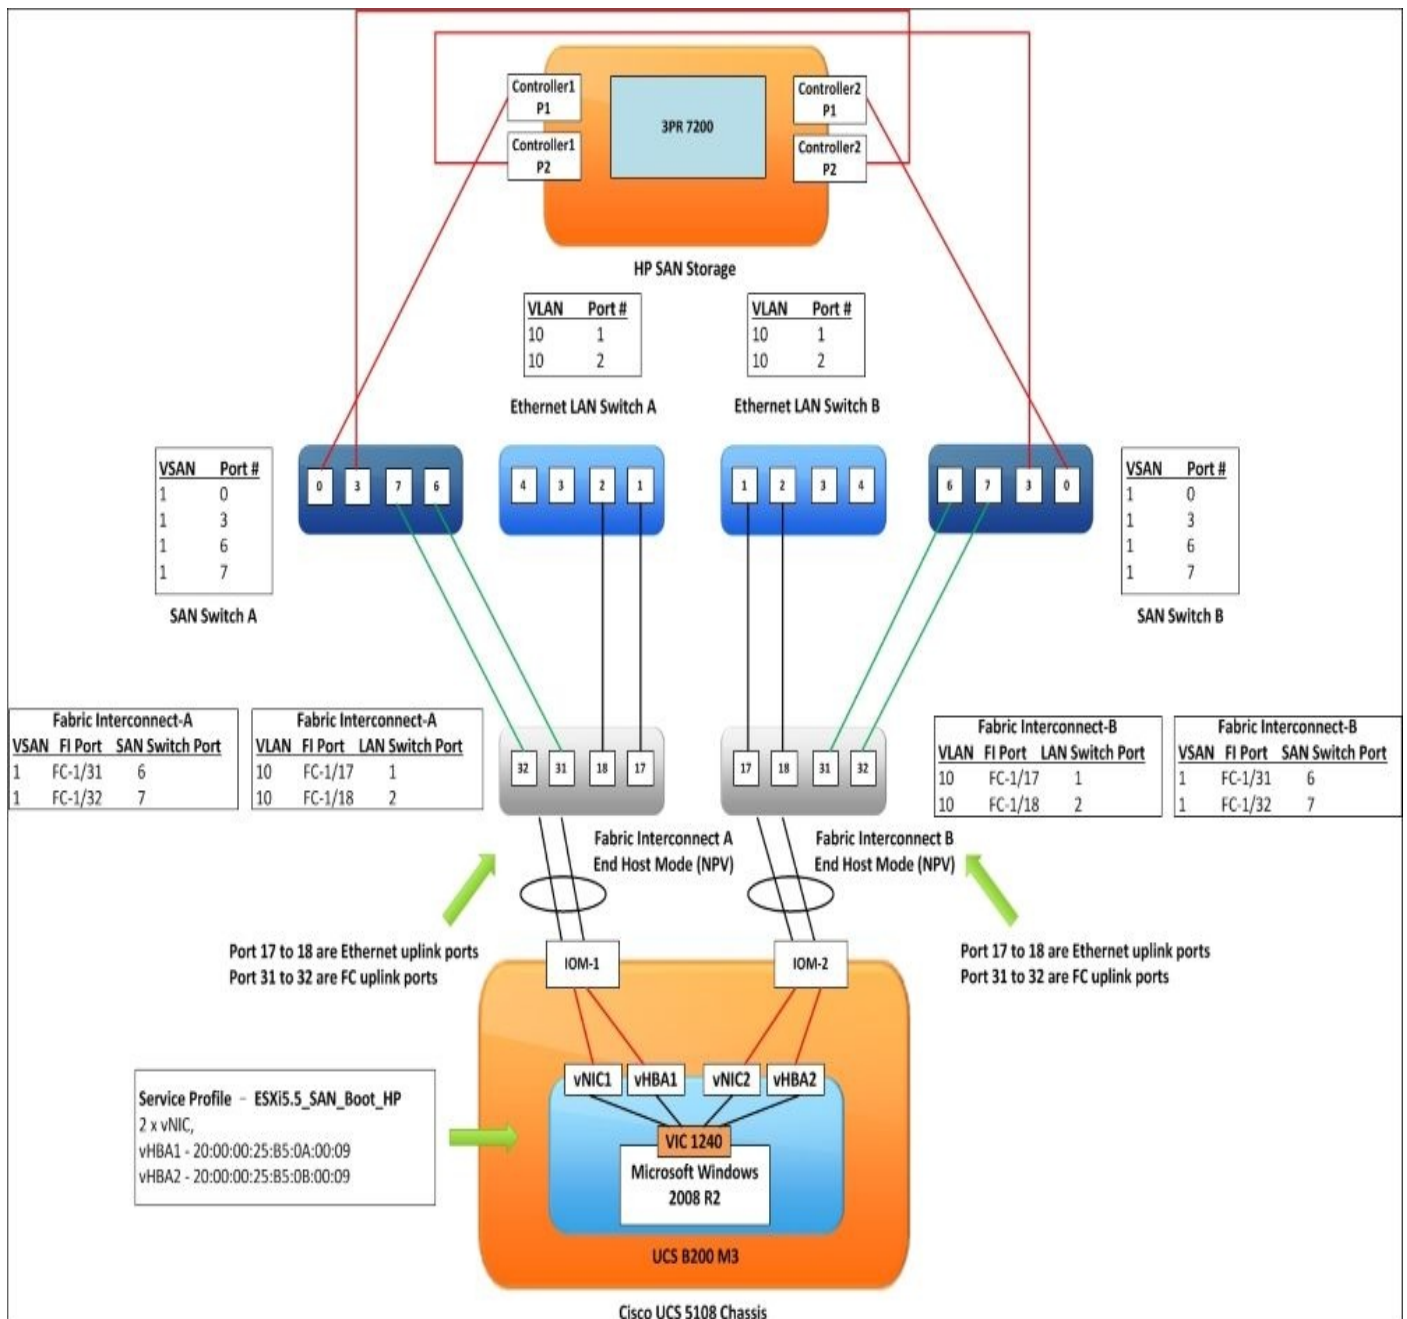 Controller1
P1
Controller1
P2
3PR 7200
Controller2
P1
Controller2
P2
HP SAN Storage
VLAN Port #
10 1
10 2
VLAN Port #
10 1
10 2
Ethernet LAN Switch A
Ethernet LAN Switch B
VSAN Port #
1 0
1 3
1 6
1 7
SAN Switch A
0 3 7 6
4 3 2 1
1 2 3 4
6 7 3 0
VSAN Port #
1 0
1 3
1 6
1 7
SAN Switch B
Fabric Interconnect-A
VSAN FI Port SAN Switch Port
1 FC-1/31 6
1 FC-1/32 7
Fabric Interconnect-A
VLAN FI Port LAN Switch Port
10 FC-1/17 1
10 FC-1/18 2
32 31 18 17
17 18 31 32
Fabric Interconnect-B
VLAN FI Port LAN Switch Port
10 FC-1/17 1
10 FC-1/18 2
Fabric Interconnect-B
VSAN FI Port SAN Switch Port
1 FC-1/31 6
1 FC-1/32 7
Fabric Interconnect A
End Host Mode (NPV)
Fabric Interconnect B
End Host Mode (NPV)
Port 17 to 18 are Ethernet uplink ports
Port 31 to 32 are FC uplink ports
Port 17 to 18 are Ethernet uplink ports
Port 31 to 32 are FC uplink ports
IOM-1
IOM-2
vNIC1
vHBA1
vNIC2
vHBA2
Service Profile – ESXi5.5_SAN_Boot_HP
2 x vNIC,
vHBA1 - 20:00:00:25:B5:0A:00:09
vHBA2 - 20:00:00:25:B5:0B:00:09
VIC 1240
Microsoft Windows
2008 R2
UCS B200 M3
Cisco UCS 5108 Chassis